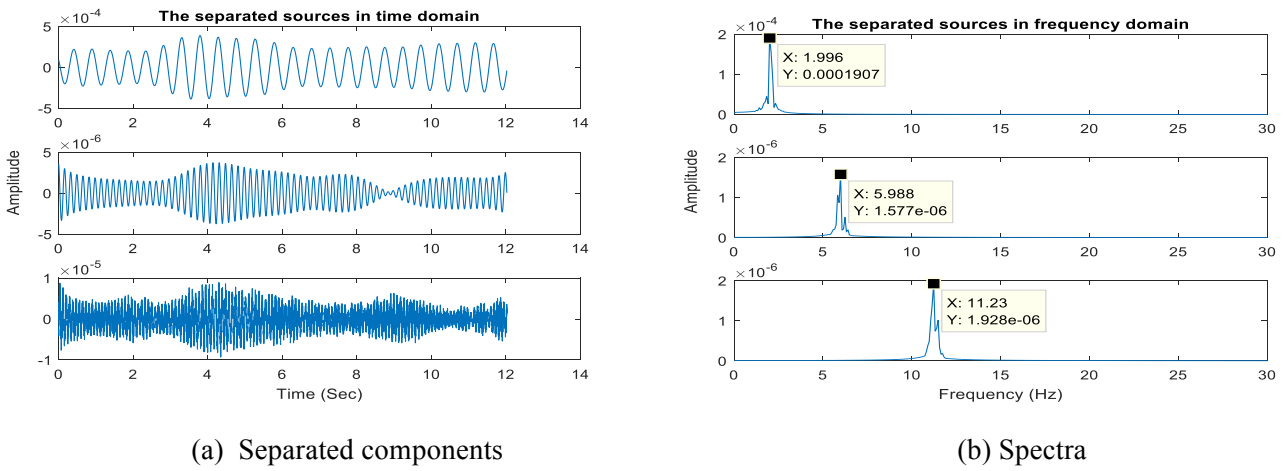 The separated sources in time domain
×10-4
5
0
-5
0 2 4 6 8 10 12 14
×10-6
5
0
-5
0 2 4 6 8 10 12 14
×10-5
1
0
-1
0 2 4 6 8 10 12 14
Amplitude
Time (Sec)
(a) Separated components
The separated sources in frequency domain
×10-4
2
1
0
0 5 10 15 20 25 30
X: 1.996
Y: 0.0001907
×10-6
2
1
0
0 5 10 15 20 25 30
X: 5.988
Y: 1.577e-06
×10-6
2
1
0
0 5 10 15 20 25 30
X: 11.23
Y: 1.928e-06
Amplitude
Frequency (Hz)
(b) Spectra